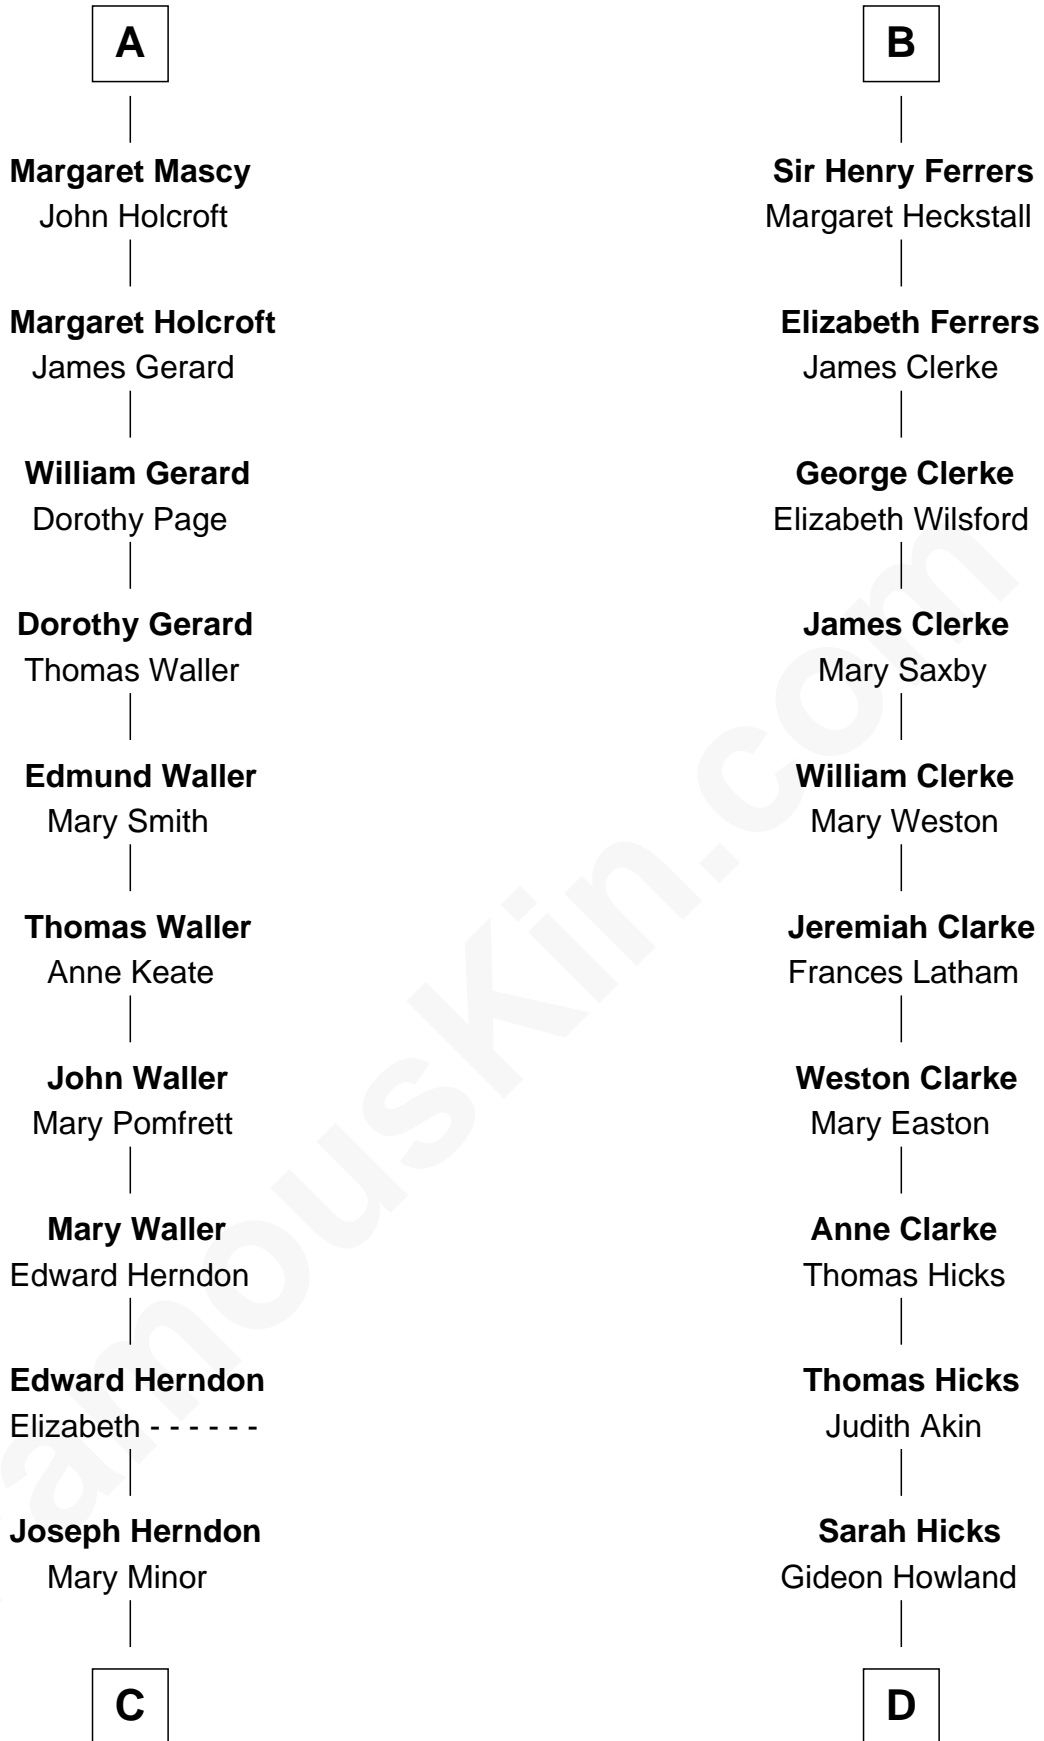 A
Margaret Mascy
John Holcroft
Margaret Holcroft
James Gerard
William Gerard
Dorothy Page
Dorothy Gerard
Thomas Waller
Edmund Waller
Mary Smith
Thomas Waller
Anne Keate
John Waller
Mary Pomfrett
Mary Waller
Edward Herndon
Edward Herndon
Elizabeth - - - - - -
Joseph Herndon
Mary Minor
C
B
Sir Henry Ferrers
Margaret Heckstall
Elizabeth Ferrers
James Clerke
George Clerke
Elizabeth Wilsford
James Clerke
Mary Saxby
William Clerke
Mary Weston
Jeremiah Clarke
Frances Latham
Weston Clarke
Mary Easton
Anne Clarke
Thomas Hicks
Thomas Hicks
Judith Akin
Sarah Hicks
Gideon Howland
D
amouskin.com